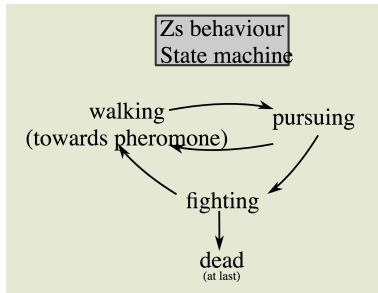 Zs behaviour
State machine
walking
(towards pheromone)
pursuing
fighting
dead
(at last)